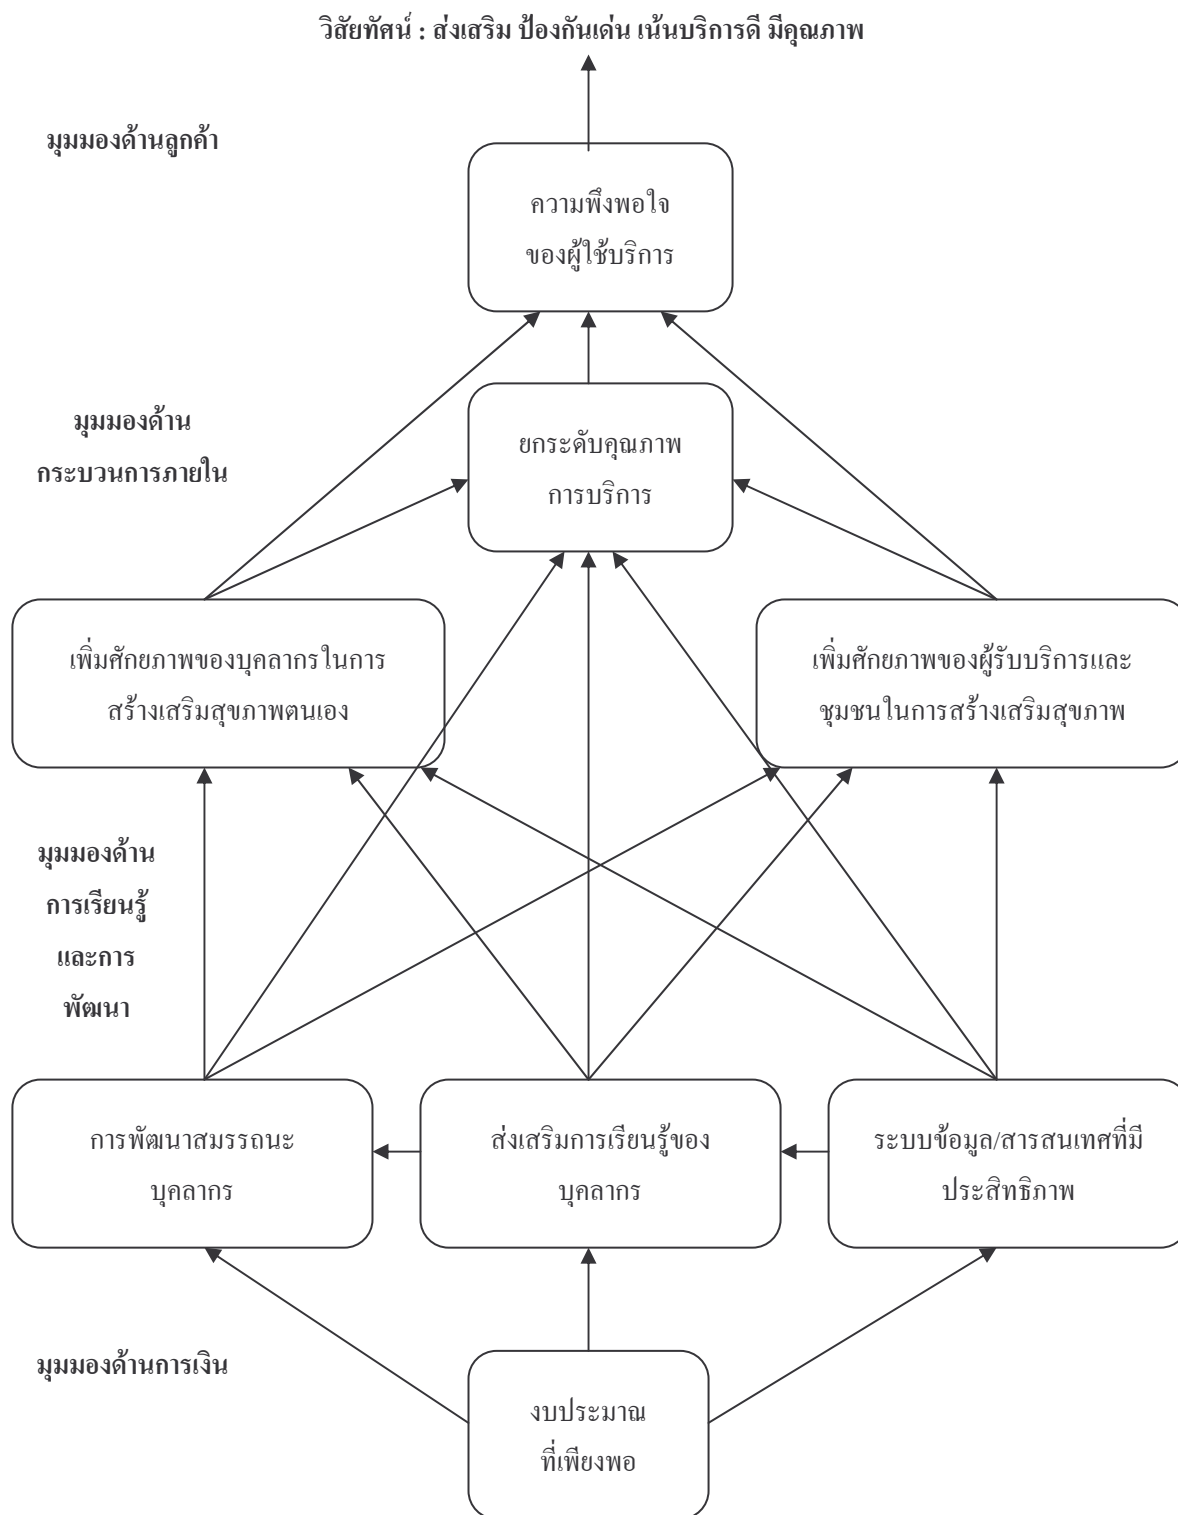 วิสัยทัศน์ : ส่งเสริม ป้องกันเด่น เน้นบริการดี มีคุณภาพ
มุมมองด้านลูกค้า
ความพึงพอใจ
ของผู้ใช้บริการ
มุมมองด้าน
กระบวนการภายใน
ยกระดับคุณภาพ
การบริการ
เพิ่มศักยภาพของบุคลากรในการ
สร้างเสริมสุขภาพตนเอง
เพิ่มศักยภาพของผู้รับบริการและ
ชุมชนในการสร้างเสริมสุขภาพ
มุมมองด้าน
การเรียนรู้
และการ
พัฒนา
การพัฒนาสมรรถนะ
บุคลากร
ส่งเสริมการเรียนรู้ของ
บุคลากร
ระบบข้อมูล/สารสนเทศที่มี
ประสิทธิภาพ
มุมมองด้านการเงิน
งบประมาณ
ที่เพียงพอ